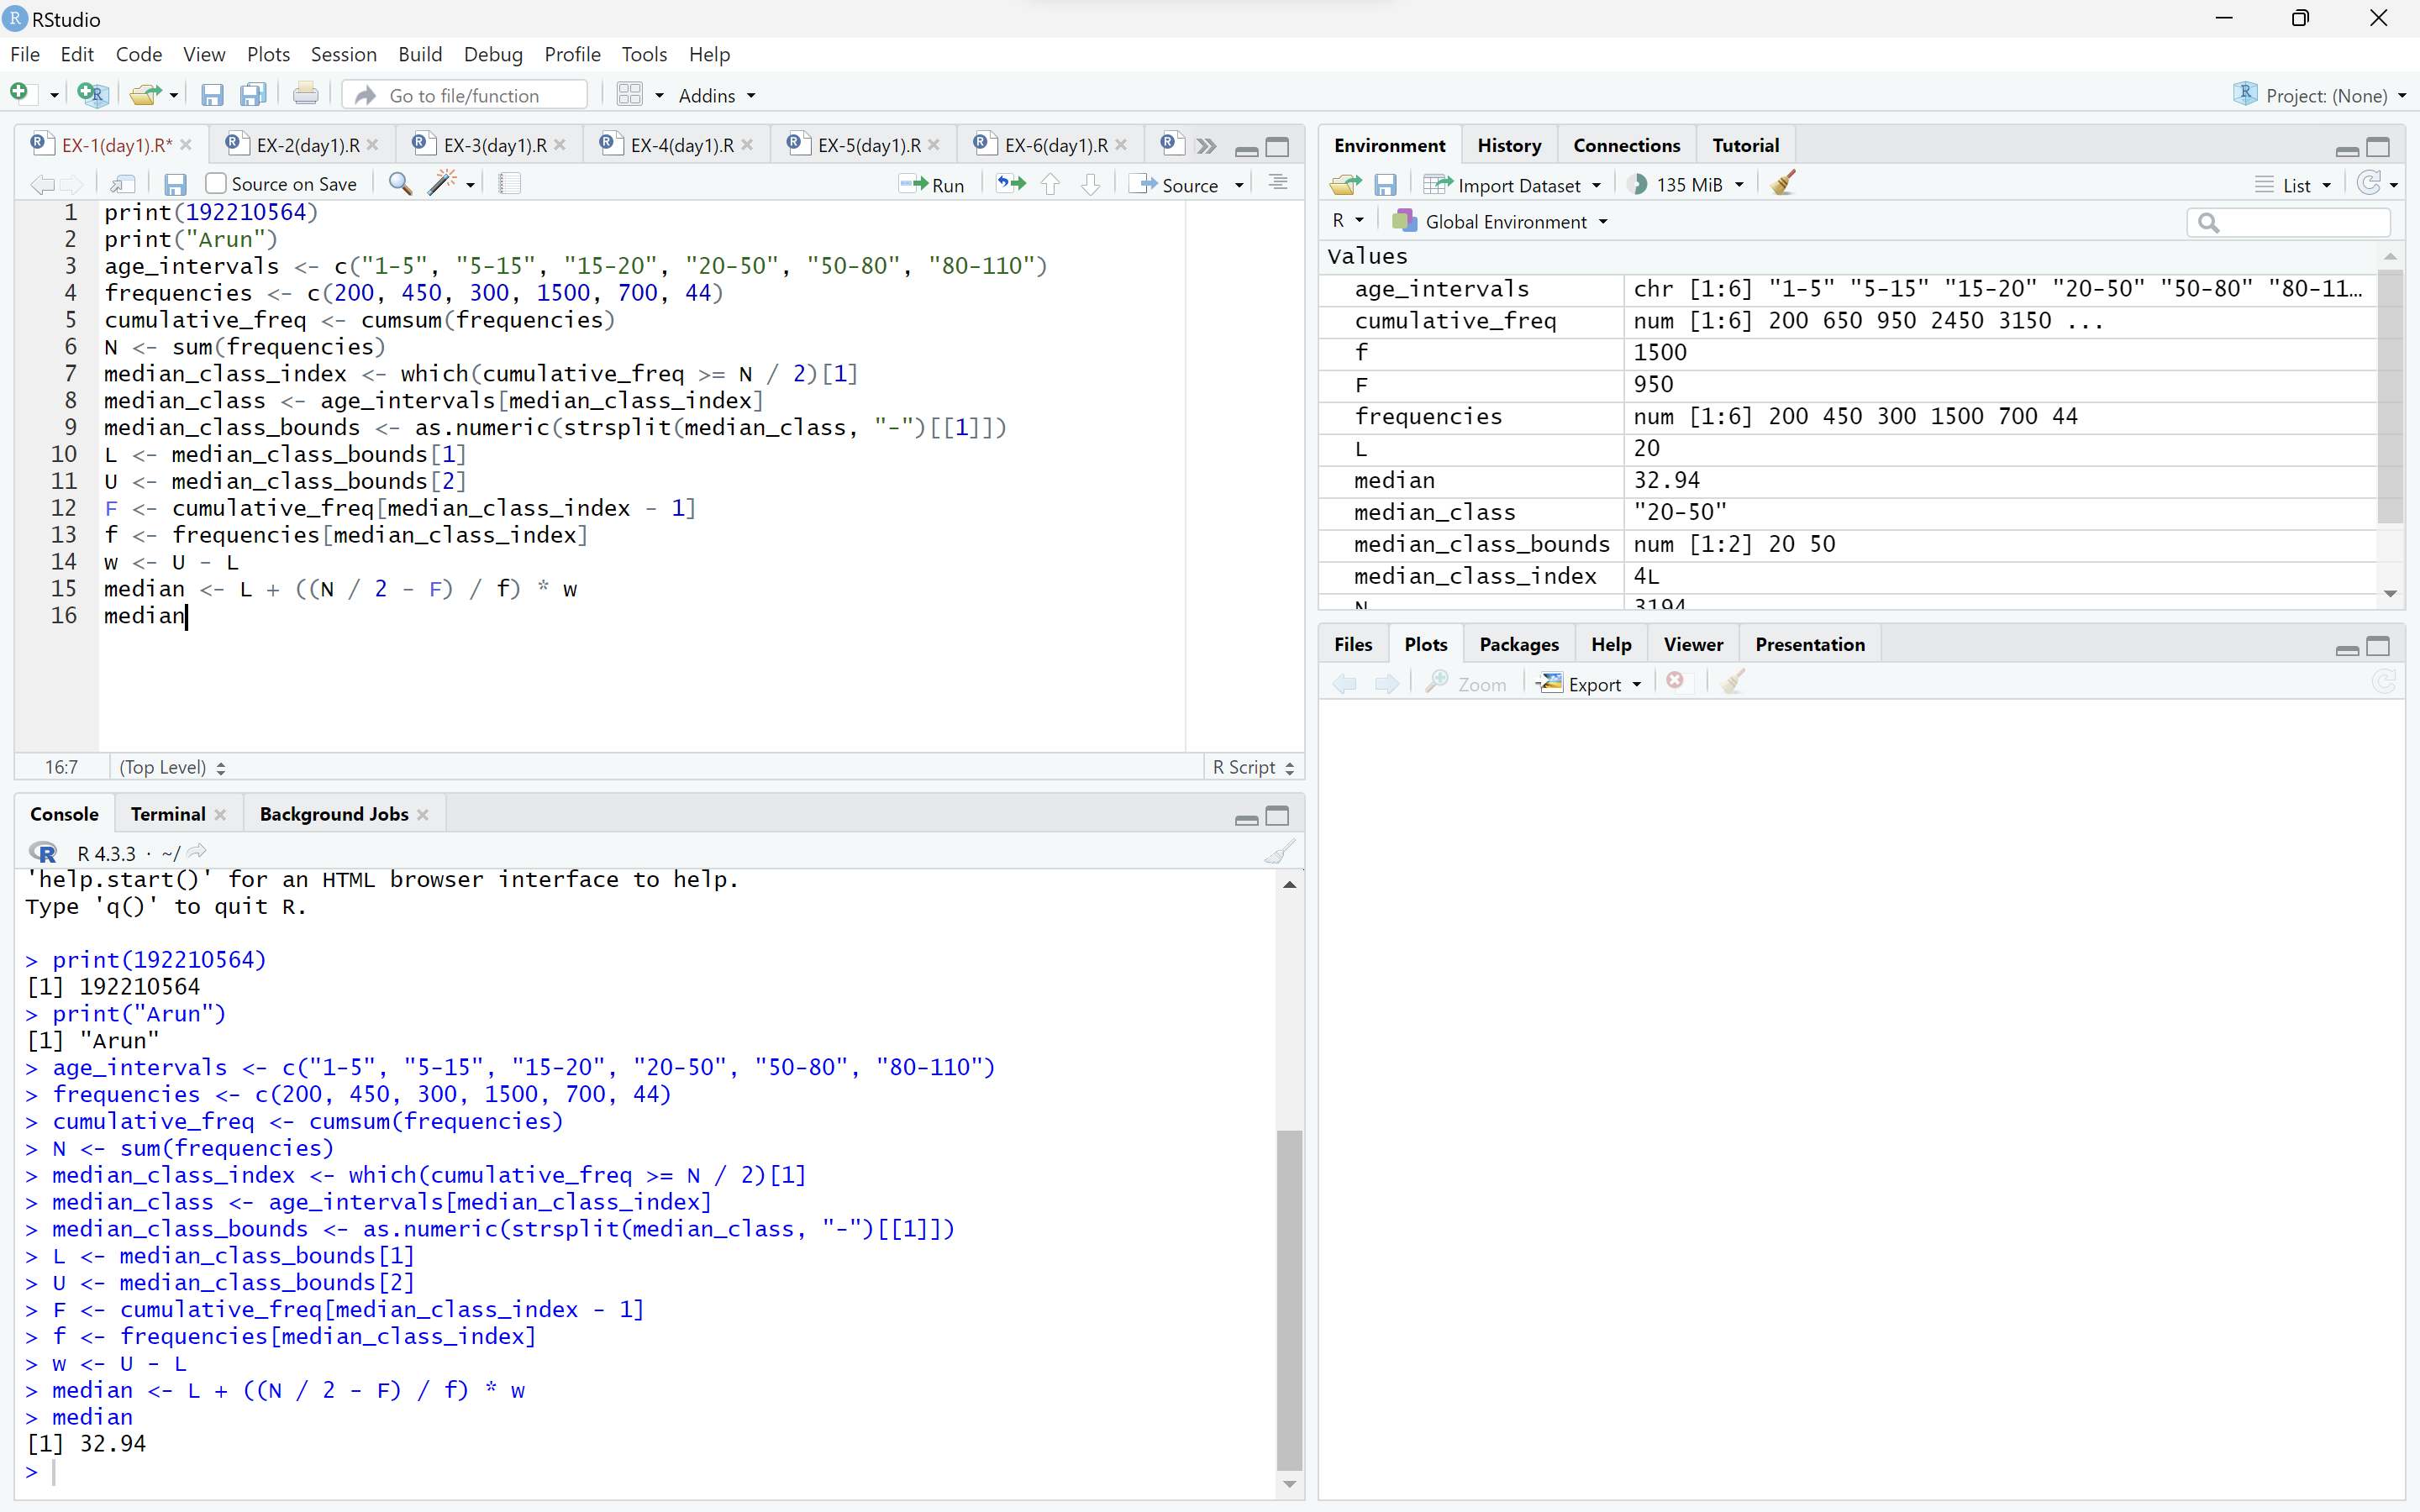 RStudio
File Edit Code View Plots Session Build Debug Profile Tools Help
Go to file/function Addins Project: (None)
EX-1(day1).R* EX-2(day1).R EX-3(day1).R EX-4(day1).R EX-5(day1).R EX-6(day1).R
Source on Save Run Source
1 print(192210564)
2 print("Arun")
3 age_intervals <- c("1-5", "5-15", "15-20", "20-50", "50-80", "80-110")
4 frequencies <- c(200, 450, 300, 1500, 700, 44)
5 cumulative_freq <- cumsum(frequencies)
6 N <- sum(frequencies)
7 median_class_index <- which(cumulative_freq >= N / 2)[1]
8 median_class <- age_intervals[median_class_index]
9 median_class_bounds <- as.numeric(strsplit(median_class, "-")[[1]])
10 L <- median_class_bounds[1]
11 U <- median_class_bounds[2]
12 F <- cumulative_freq[median_class_index - 1]
13 f <- frequencies[median_class_index]
14 w <- U - L
15 median <- L + ((N / 2 - F) / f) * w
16 median
16:7 (Top Level) R Script
Console Terminal Background Jobs
R 4.3.3 · ~/
'help.start()' for an HTML browser interface to help.
Type 'q()' to quit R.
> print(192210564)
[1] 192210564
> print("Arun")
[1] "Arun"
> age_intervals <- c("1-5", "5-15", "15-20", "20-50", "50-80", "80-110")
> frequencies <- c(200, 450, 300, 1500, 700, 44)
> cumulative_freq <- cumsum(frequencies)
> N <- sum(frequencies)
> median_class_index <- which(cumulative_freq >= N / 2)[1]
> median_class <- age_intervals[median_class_index]
> median_class_bounds <- as.numeric(strsplit(median_class, "-")[[1]])
> L <- median_class_bounds[1]
> U <- median_class_bounds[2]
> F <- cumulative_freq[median_class_index - 1]
> f <- frequencies[median_class_index]
> w <- U - L
> median <- L + ((N / 2 - F) / f) * w
> median
[1] 32.94
>
Environment History Connections Tutorial
Import Dataset 135 MiB List
R Global Environment
Values
age_intervals chr [1:6] "1-5" "5-15" "15-20" "20-50" "50-80" "80-11…
cumulative_freq num [1:6] 200 650 950 2450 3150 ...
f 1500
F 950
frequencies num [1:6] 200 450 300 1500 700 44
L 20
median 32.94
median_class "20-50"
median_class_bounds num [1:2] 20 50
median_class_index 4L
N 3194
Files Plots Packages Help Viewer Presentation
Zoom Export